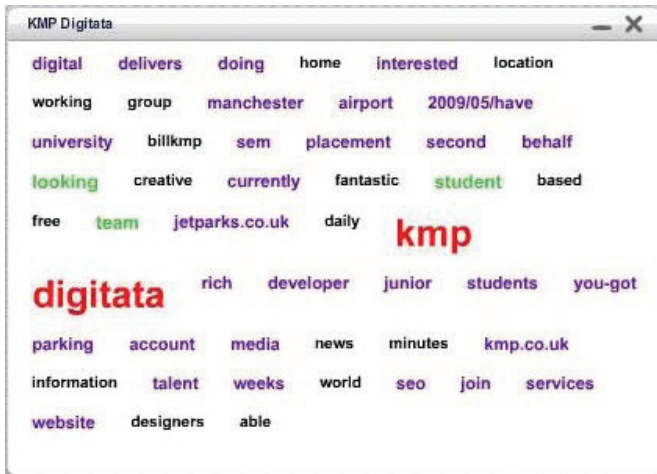 KMP Digitata
digital delivers doing home interested location
working group manchester airport 2009/05/have
university billkmp sem placement second behalf
looking creative currently fantastic student based
free team jetparks.co.uk daily kmp
digitata rich developer junior students you-got
parking account media news minutes kmp.co.uk
information talent weeks world seo join services
website designers able